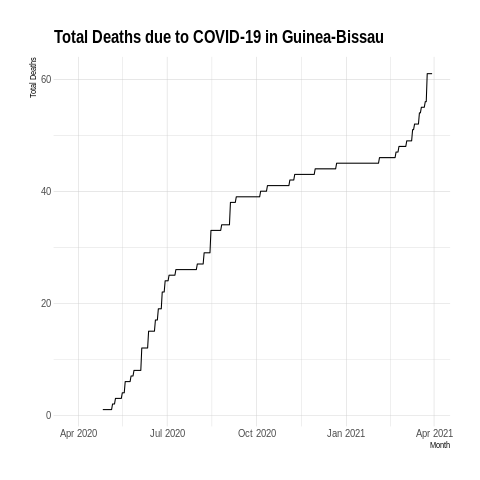 Total Deaths due to COVID-19 in Guinea-Bissau
Total Deaths
60
40
20
0
Apr 2020 Jul 2020 Oct 2020 Jan 2021 Apr 2021
Month